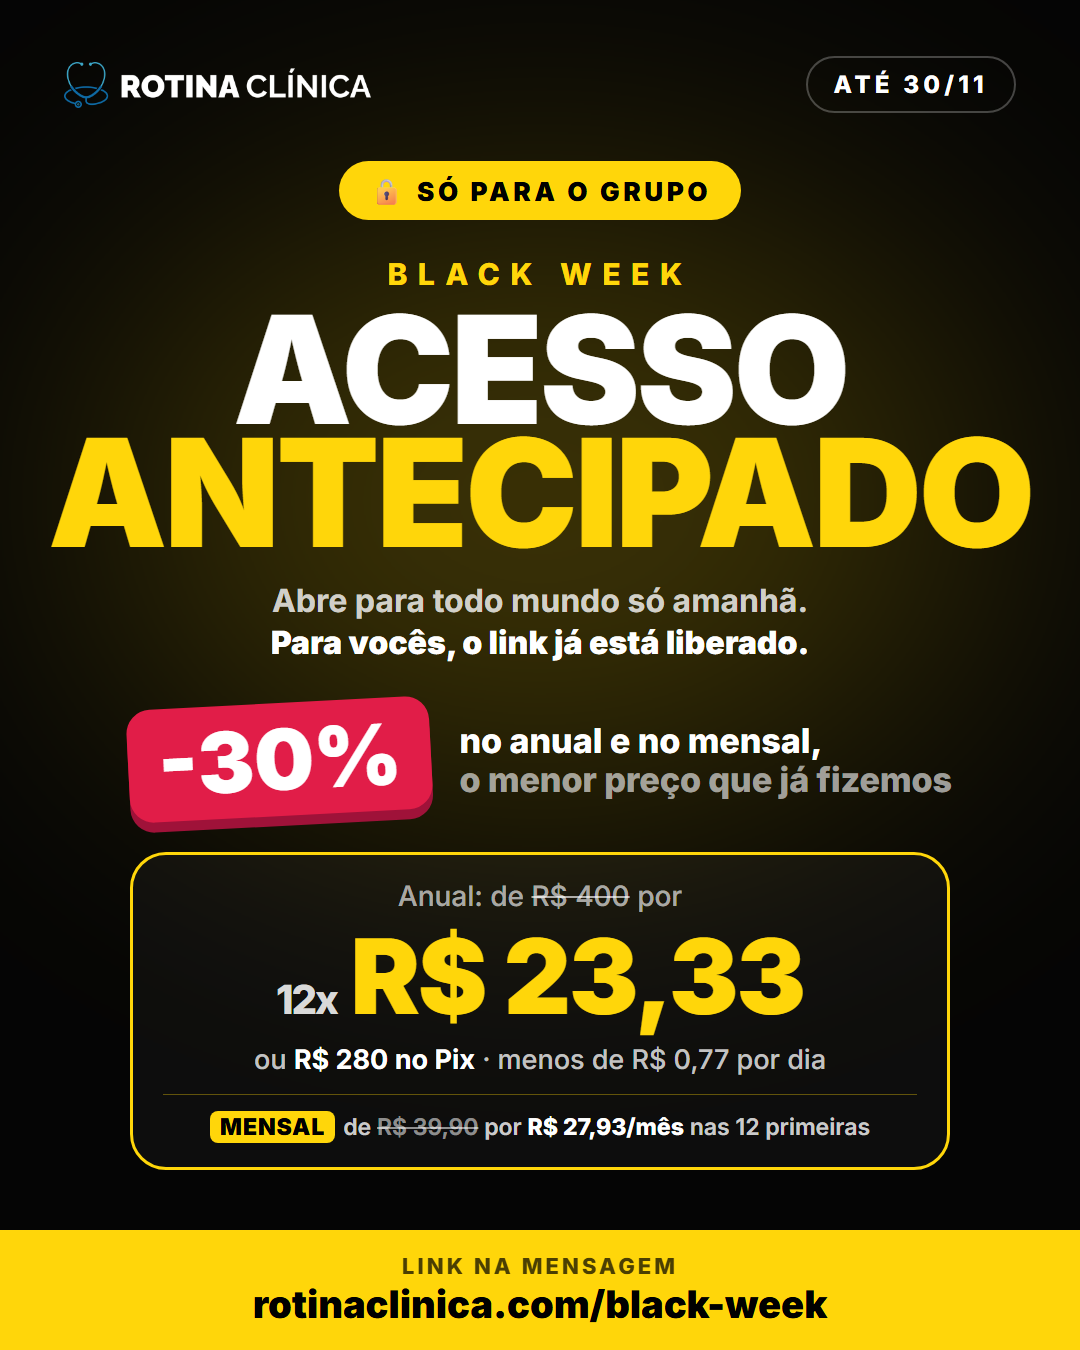 ROTINA CLÍNICA
ATÉ 30/11
🔓 SÓ PARA O GRUPO
BLACK WEEK
ACESSO
ANTECIPADO
Abre para todo mundo só amanhã.
Para vocês, o link já está liberado.
-30%
no anual e no mensal,
o menor preço que já fizemos
Anual: de R$ 400 por
12x R$ 23,33
ou R$ 280 no Pix · menos de R$ 0,77 por dia
MENSAL de R$ 39,90 por R$ 27,93/mês nas 12 primeiras
LINK NA MENSAGEM
rotinaclinica.com/black-week